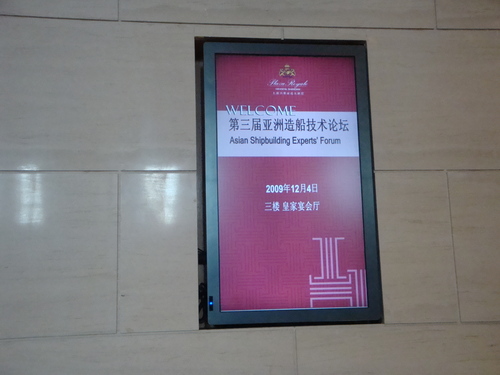 WELCOME
第三届亚洲造船技术论坛
Asian Shipbuilding Experts' Forum
2009年12月4日
三楼 皇家宴会厅